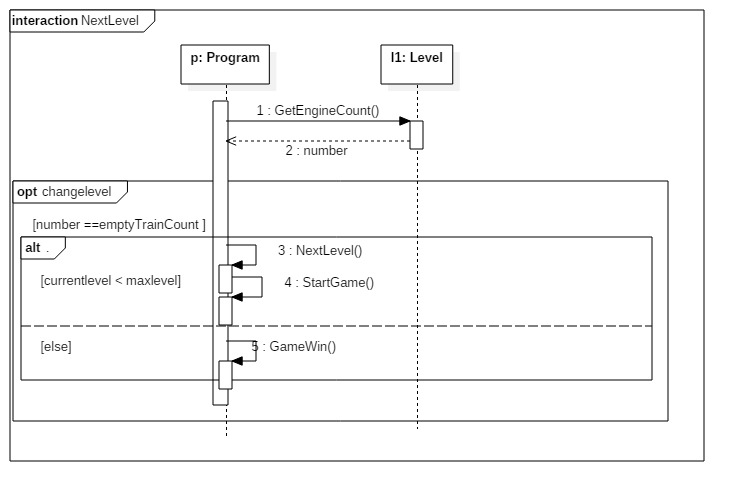 interaction NextLevel
p: Program
l1: Level
1 : GetEngineCount()
2 : number
opt changelevel
[number ==emptyTrainCount ]
alt .
3 : NextLevel()
[currentlevel < maxlevel]
4 : StartGame()
[else]
5 : GameWin()